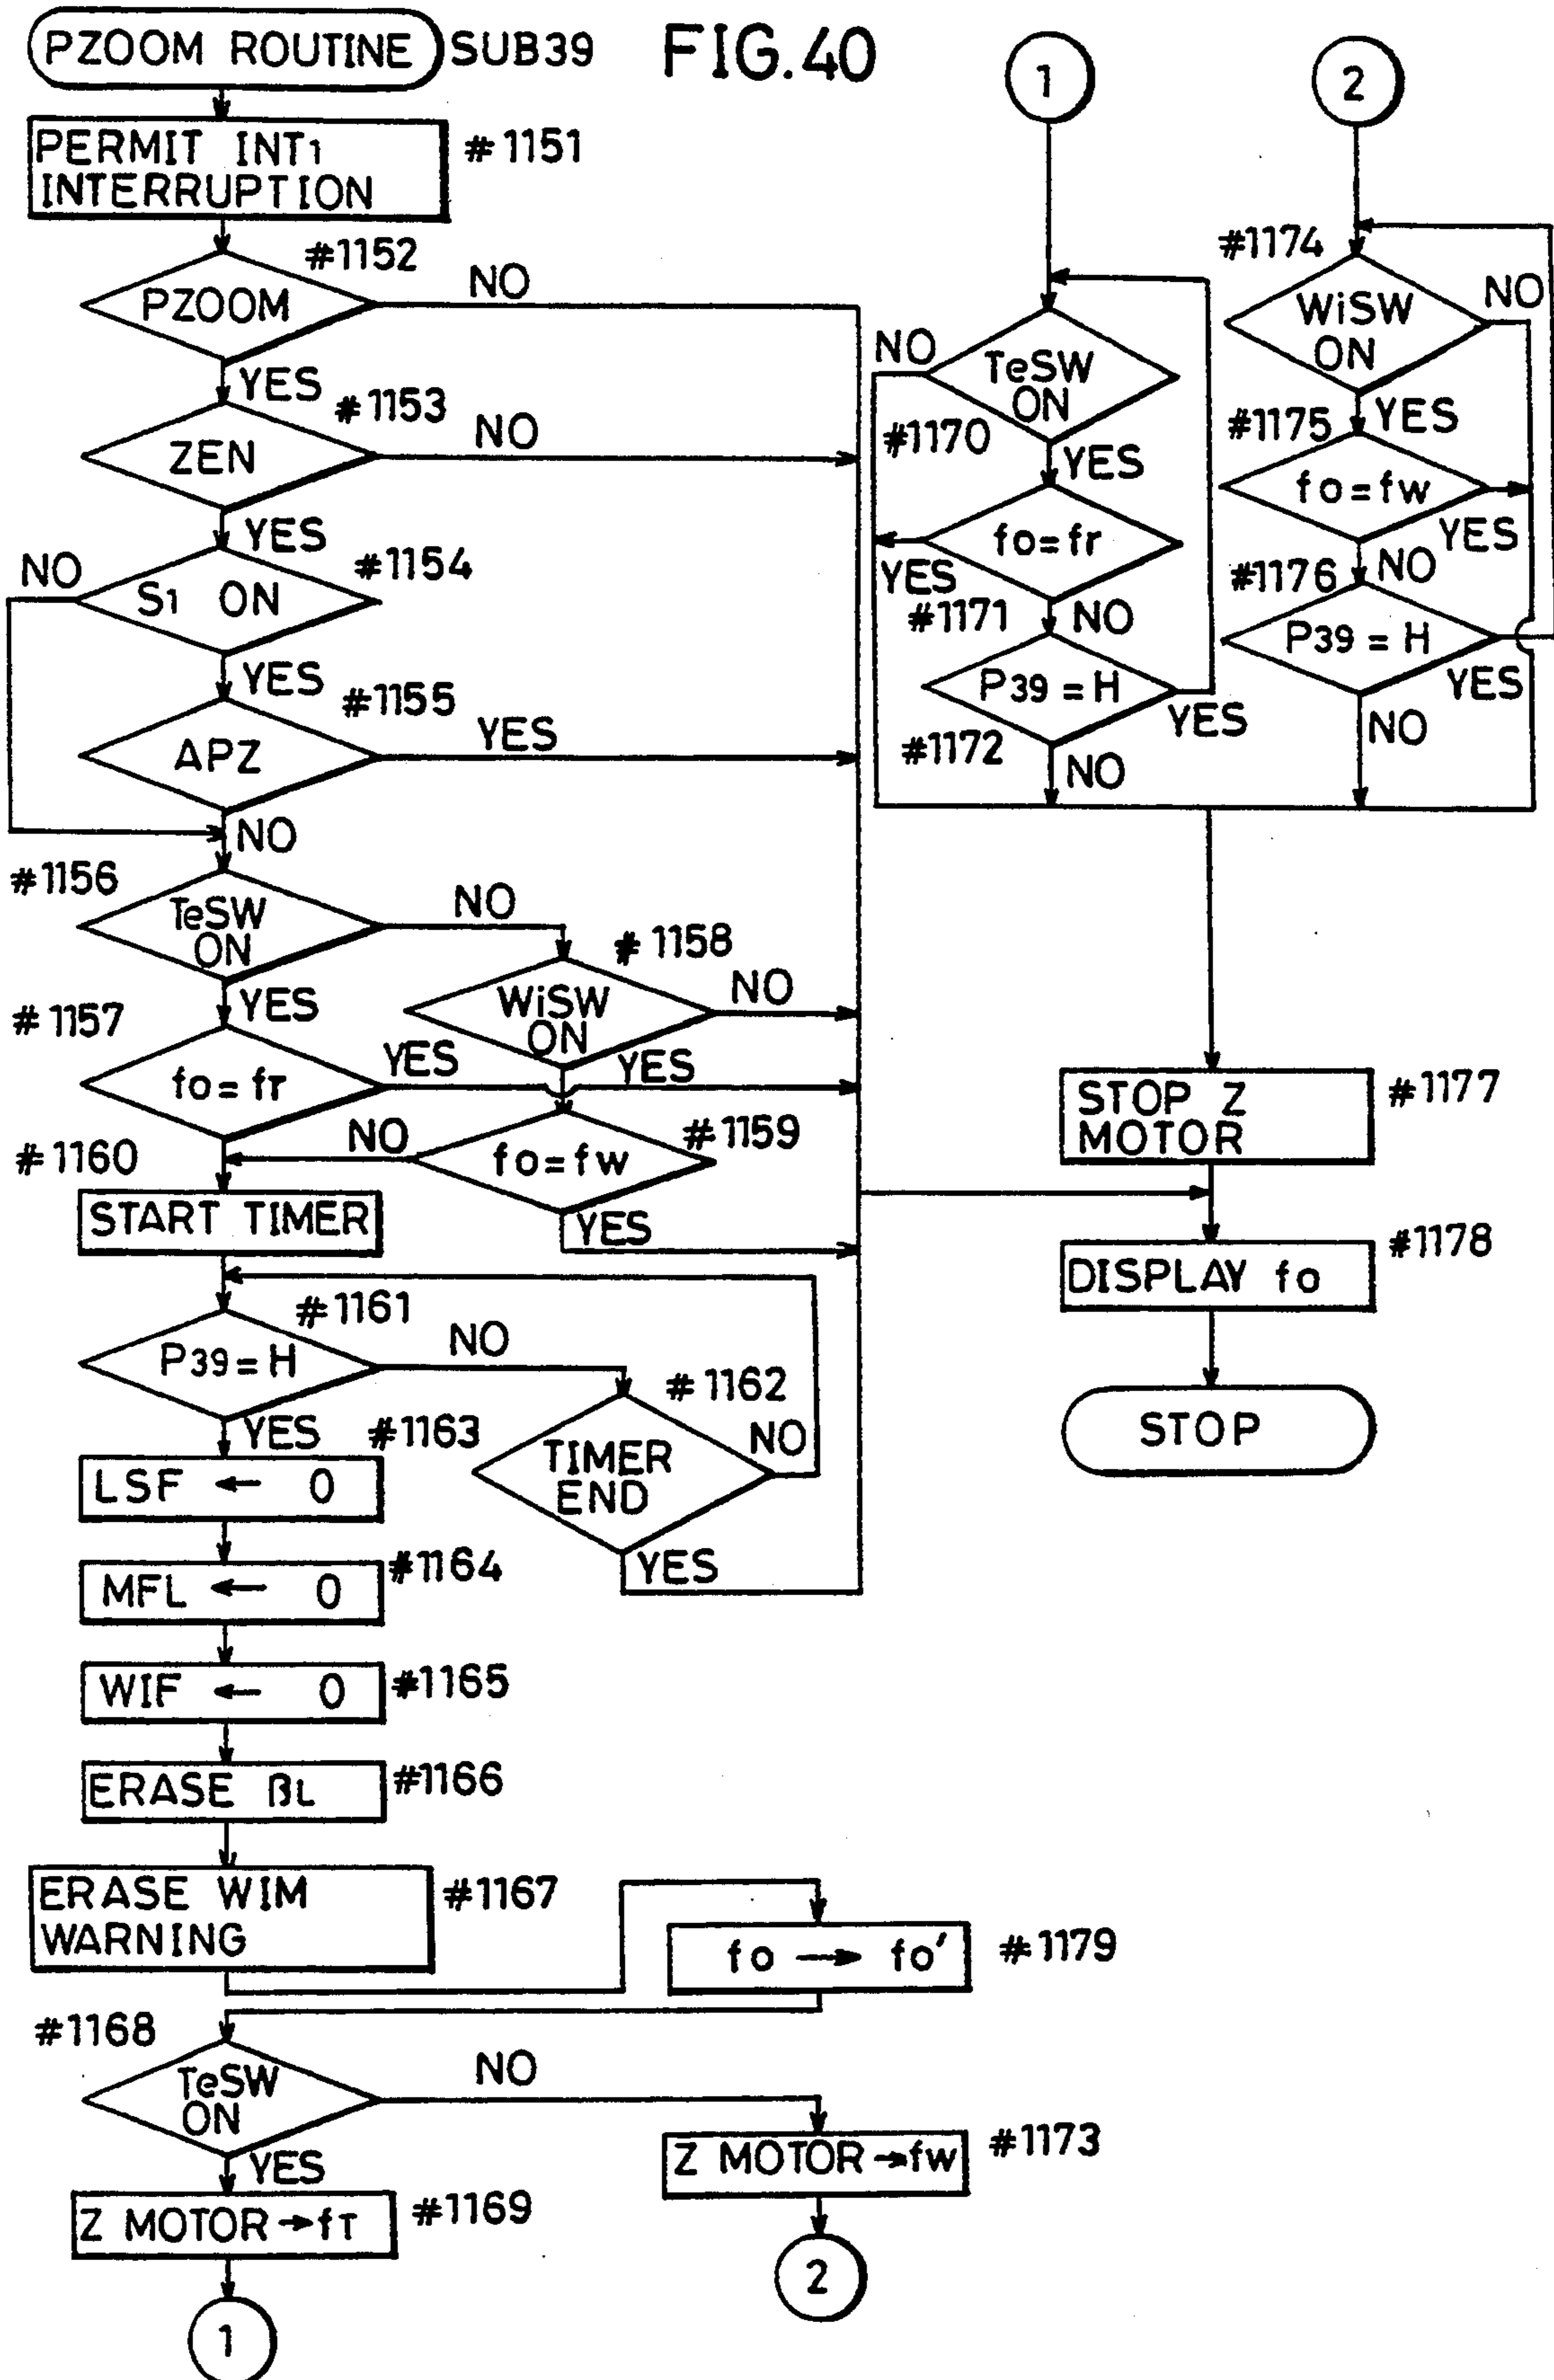 PZOOM ROUTINE SUB39 FIG.40
PERMIT INT1
INTERRUPTION
#1151
#1152
PZOOM
NO
YES
#1153
ZEN
NO
YES
#1154
NO
S1 ON
YES
#1155
APZ
YES
NO
#1156
TeSW
ON
NO
YES
#1158
WiSW
ON
NO
YES
#1157
fo=fT
YES
NO
#1159
fo=fw
YES
#1160
START TIMER
#1161
P39=H
NO
YES
#1162
TIMER
END
NO
YES
#1163
LSF ← 0
#1164
MFL ← 0
#1165
WIF ← 0
#1166
ERASE βL
#1167
ERASE WIM
WARNING
fo → fo′
#1179
#1168
TeSW
ON
NO
YES
Z MOTOR→fw
#1173
Z MOTOR→fT
#1169
1
2
1
NO
TeSW
ON
#1170
YES
fo=fr
YES
#1171
NO
P39=H
YES
#1172
NO
2
#1174
WiSW
ON
NO
#1175
YES
fo=fw
YES
#1176
NO
P39=H
YES
NO
STOP Z
MOTOR
#1177
DISPLAY fo
#1178
STOP